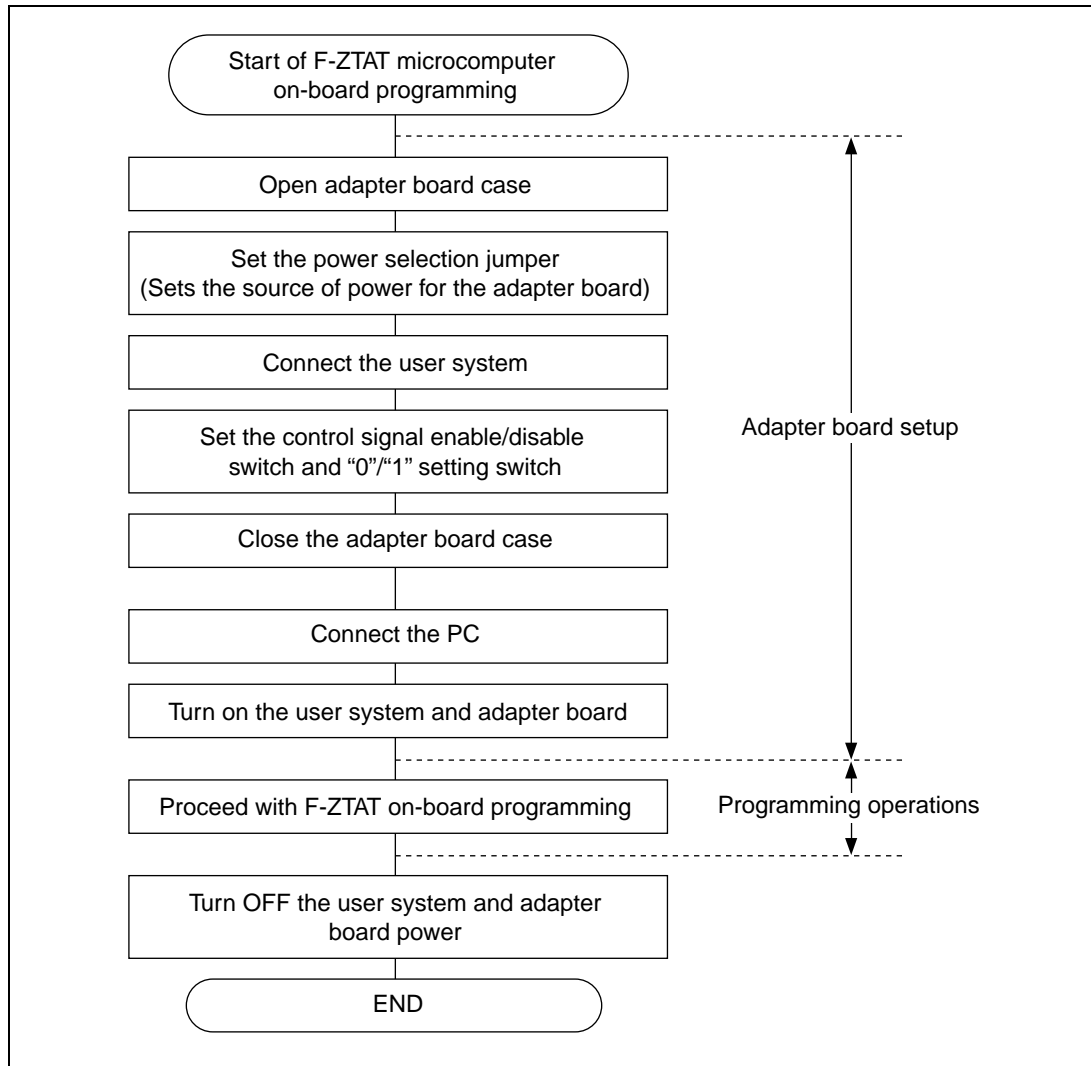 Start of F-ZTAT microcomputer
on-board programming
Open adapter board case
Set the power selection jumper
(Sets the source of power for the adapter board)
Connect the user system
Set the control signal enable/disable
switch and “0”/“1” setting switch
Adapter board setup
Close the adapter board case
Connect the PC
Turn on the user system and adapter board
Proceed with F-ZTAT on-board programming
Programming operations
Turn OFF the user system and adapter
board power
END